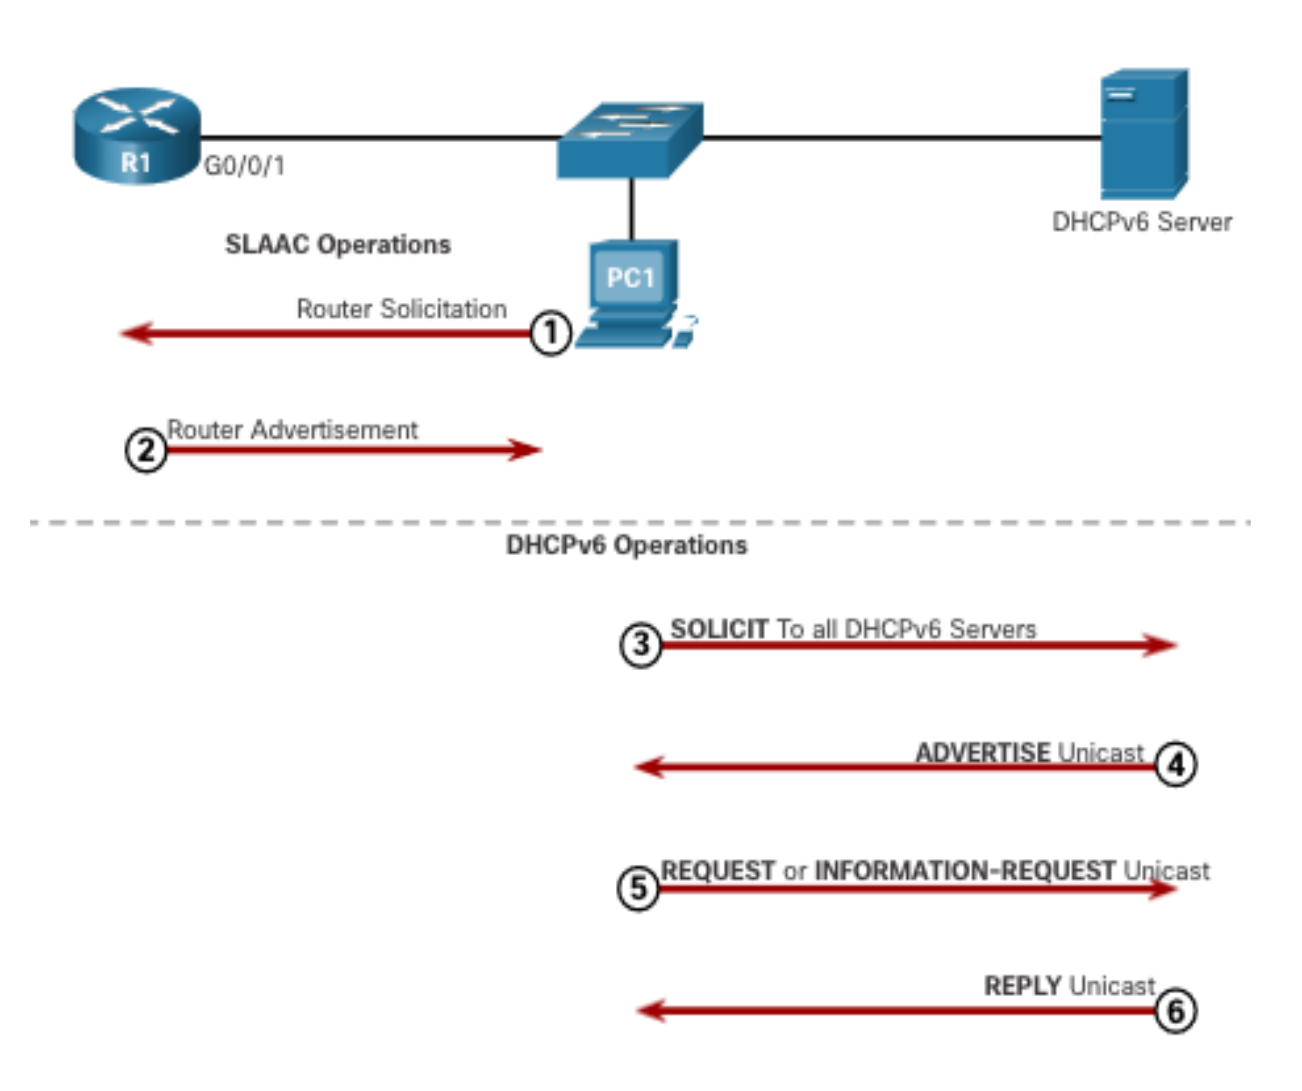 R1
G0/0/1
DHCPv6 Server
SLAAC Operations
PC1
Router Solicitation
1
Router Advertisement
2
DHCPv6 Operations
3 SOLICIT To all DHCPv6 Servers
ADVERTISE Unicast 4
5 REQUEST or INFORMATION-REQUEST Unicast
REPLY Unicast 6